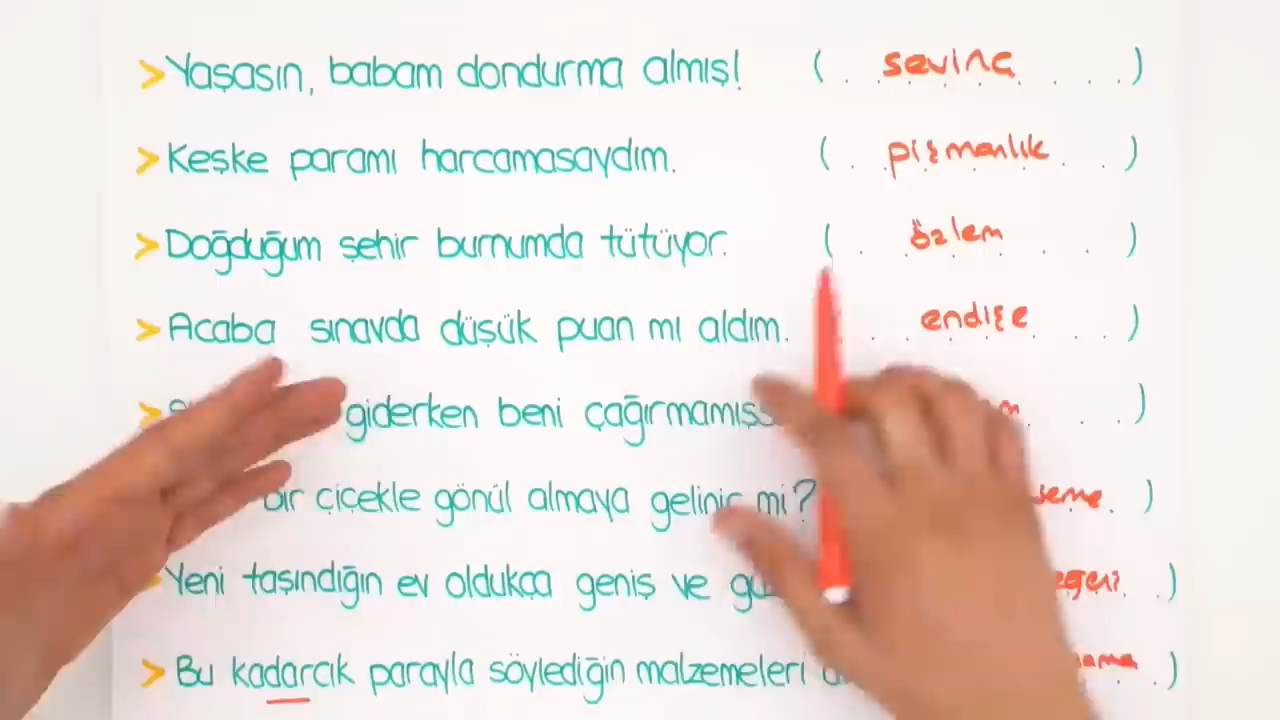 > Yaşasın, babam dondurma almış! ( . sevinç . . . . )
> Keşke paramı harcamasaydım. ( . pişmanlık . . )
> Doğduğum şehir burnumda tütüyor. ( . özlem . . )
> Acaba sınavda düşük puan mı aldım. . . endişe . . )
> giderken beni çağırmamış . . )
bir çiçekle gönül almaya gelinir mi? )
Yeni taşındığın ev oldukça geniş ve . )
> Bu kadarcık parayla söylediğin malzemeleri . )